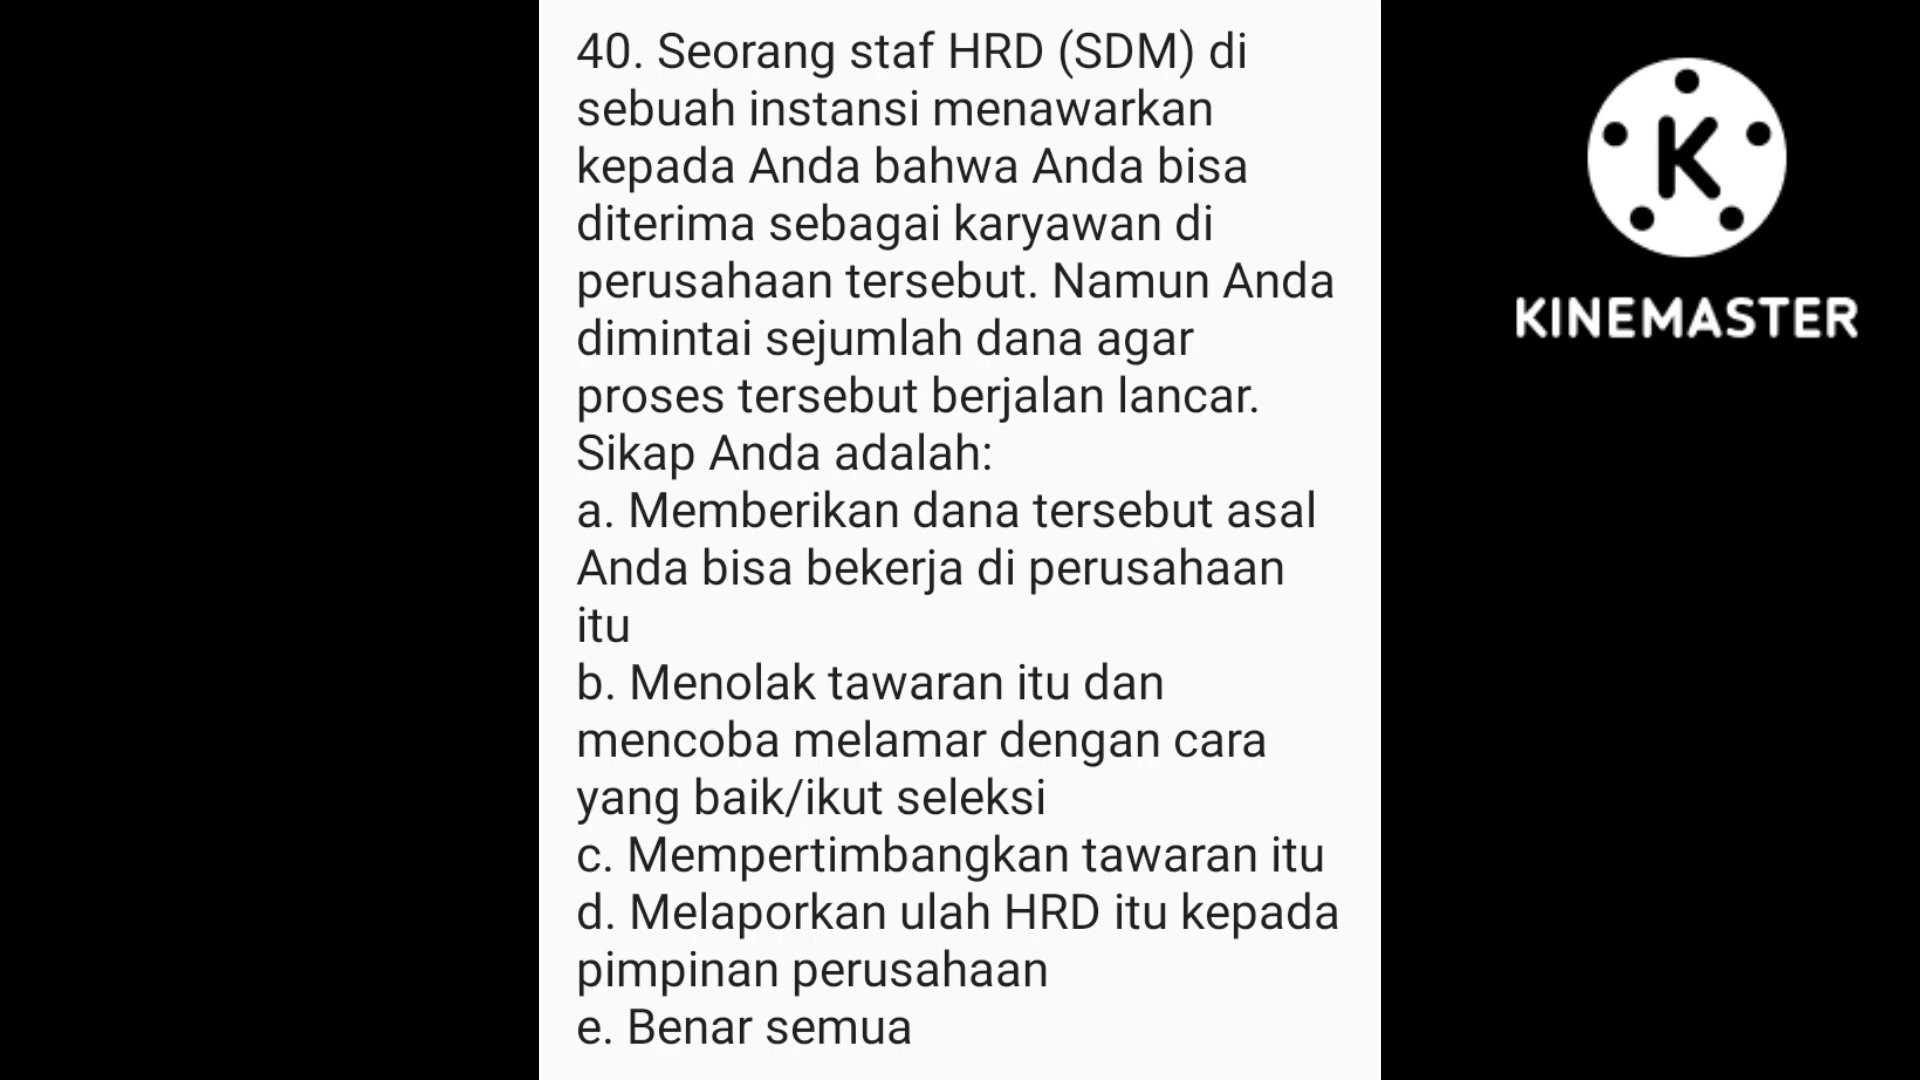 40. Seorang staf HRD (SDM) di
sebuah instansi menawarkan
kepada Anda bahwa Anda bisa
diterima sebagai karyawan di
perusahaan tersebut. Namun Anda
dimintai sejumlah dana agar
proses tersebut berjalan lancar.
Sikap Anda adalah:
a. Memberikan dana tersebut asal
Anda bisa bekerja di perusahaan
itu
b. Menolak tawaran itu dan
mencoba melamar dengan cara
yang baik/ikut seleksi
c. Mempertimbangkan tawaran itu
d. Melaporkan ulah HRD itu kepada
pimpinan perusahaan
e. Benar semua
K
KINEMASTER